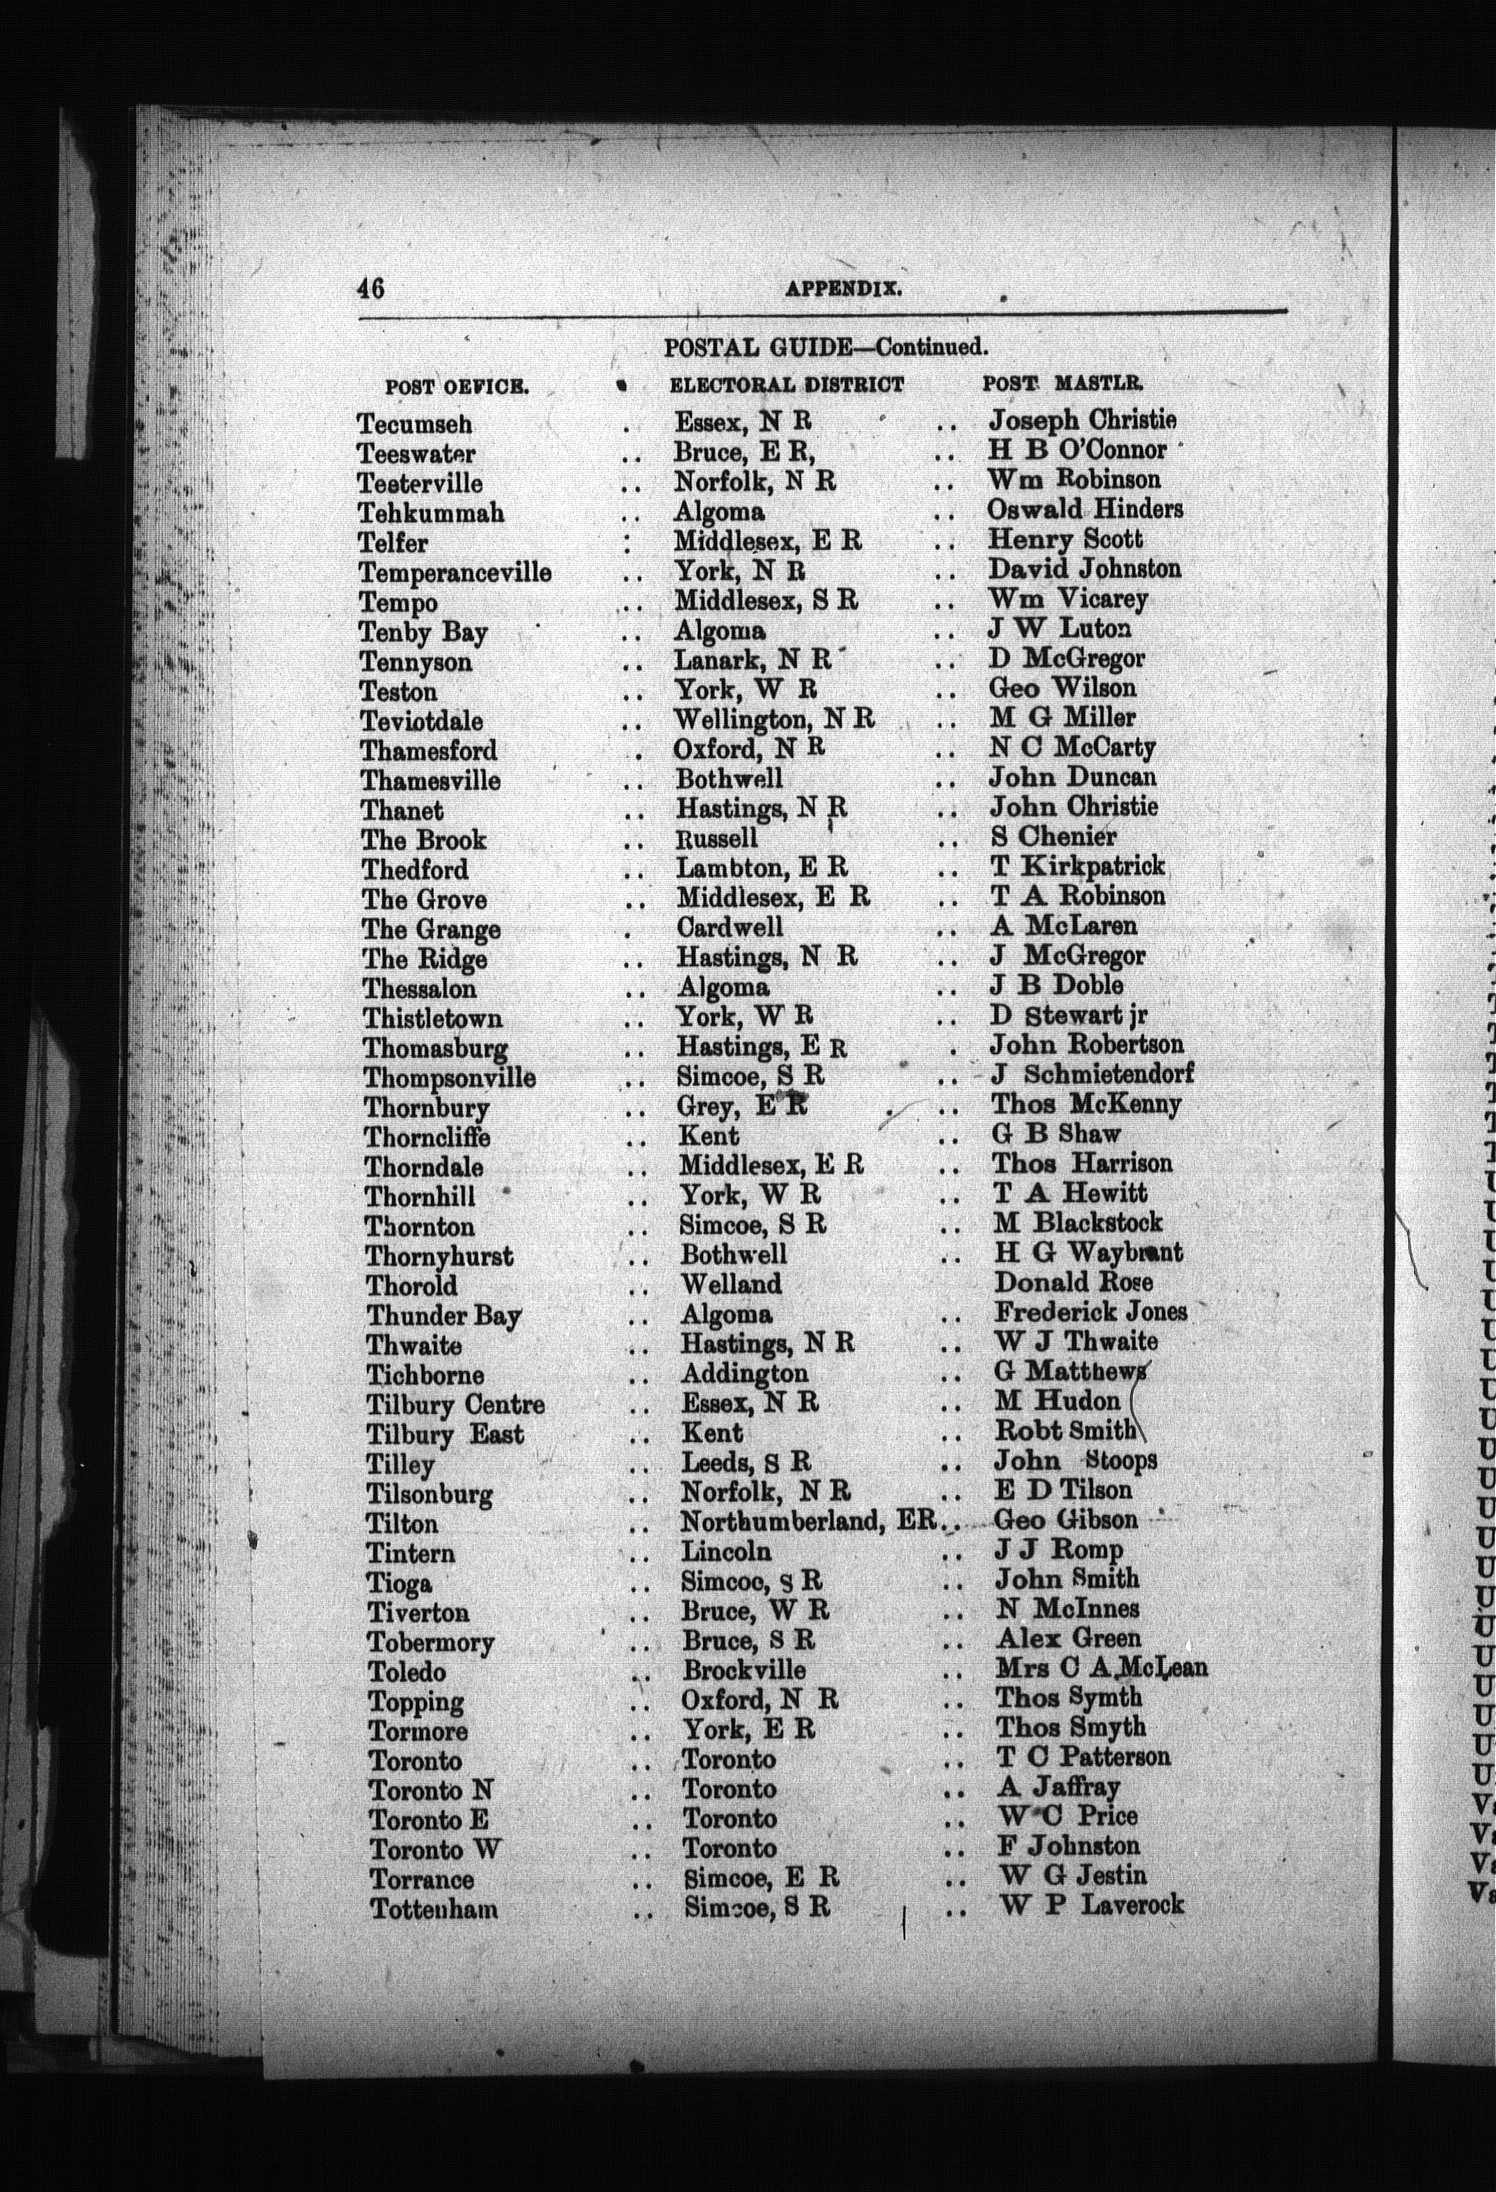 46 APPENDIX.
POSTAL GUIDE—Continued.
POST OEFICE. ELECTORAL DISTRICT POST MASTLR.
Tecumseh . Essex, N R .. Joseph Christie
Teeswater .. Bruce, E R, .. H B O'Connor
Teeterville .. Norfolk, N R .. Wm Robinson
Tehkummah .. Algoma .. Oswald Hinders
Telfer : Middlesex, E R .. Henry Scott
Temperanceville .. York, N R .. David Johnston
Tempo .. Middlesex, S R .. Wm Vicarey
Tenby Bay .. Algoma .. J W Luton
Tennyson .. Lanark, N R .. D McGregor
Teston .. York, W R .. Geo Wilson
Teviotdale .. Wellington, N R .. M G Miller
Thamesford . Oxford, N R .. N C McCarty
Thamesville .. Bothwell .. John Duncan
Thanet .. Hastings, N R .. John Christie
The Brook .. Russell .. S Chenier
Thedford .. Lambton, E R .. T Kirkpatrick
The Grove .. Middlesex, E R .. T A Robinson
The Grange . Cardwell .. A McLaren
The Ridge .. Hastings, N R .. J McGregor
Thessalon .. Algoma .. J B Doble
Thistletown .. York, W R .. D Stewart jr
Thomasburg .. Hastings, E R . John Robertson
Thompsonville .. Simcoe, S R .. J Schmietendorf
Thornbury .. Grey, E R .. Thos McKenny
Thorncliffe .. Kent .. G B Shaw
Thorndale .. Middlesex, E R .. Thos Harrison
Thornhill .. York, W R .. T A Hewitt
Thornton .. Simcoe, S R .. M Blackstock
Thornyhurst .. Bothwell .. H G Waybrant
Thorold .. Welland Donald Rose
Thunder Bay .. Algoma .. Frederick Jones
Thwaite .. Hastings, N R .. W J Thwaite
Tichborne .. Addington .. G Matthews
Tilbury Centre .. Essex, N R .. M Hudon
Tilbury East .. Kent .. Robt Smith
Tilley .. Leeds, S R .. John Stoops
Tilsonburg .. Norfolk, N R .. E D Tilson
Tilton .. Northumberland, ER .. Geo Gibson
Tintern .. Lincoln .. J J Romp
Tioga .. Simcoe, S R .. John Smith
Tiverton .. Bruce, W R .. N McInnes
Tobermory .. Bruce, S R .. Alex Green
Toledo .. Brockville .. Mrs C A McLean
Topping .. Oxford, N R .. Thos Symth
Tormore .. York, E R .. Thos Smyth
Toronto .. Toronto .. T C Patterson
Toronto N .. Toronto .. A Jaffray
Toronto E .. Toronto .. W C Price
Toronto W .. Toronto .. F Johnston
Torrance .. Simcoe, E R .. W G Jestin
Tottenham .. Simcoe, S R .. W P Laverock